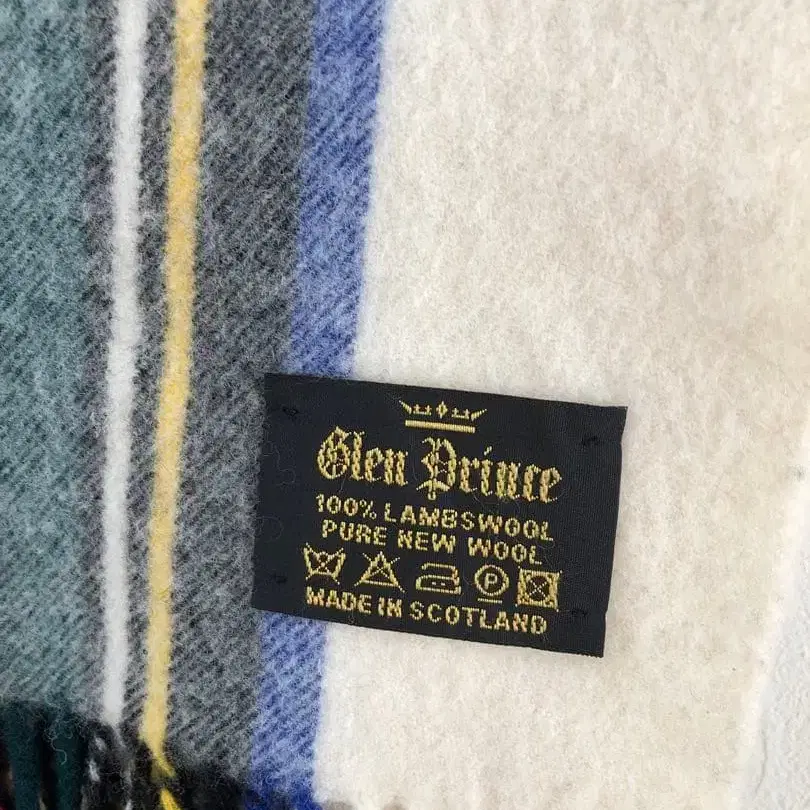 Glen Prince
100% LAMBSWOOL
PURE NEW WOOL
P
MADE IN SCOTLAND